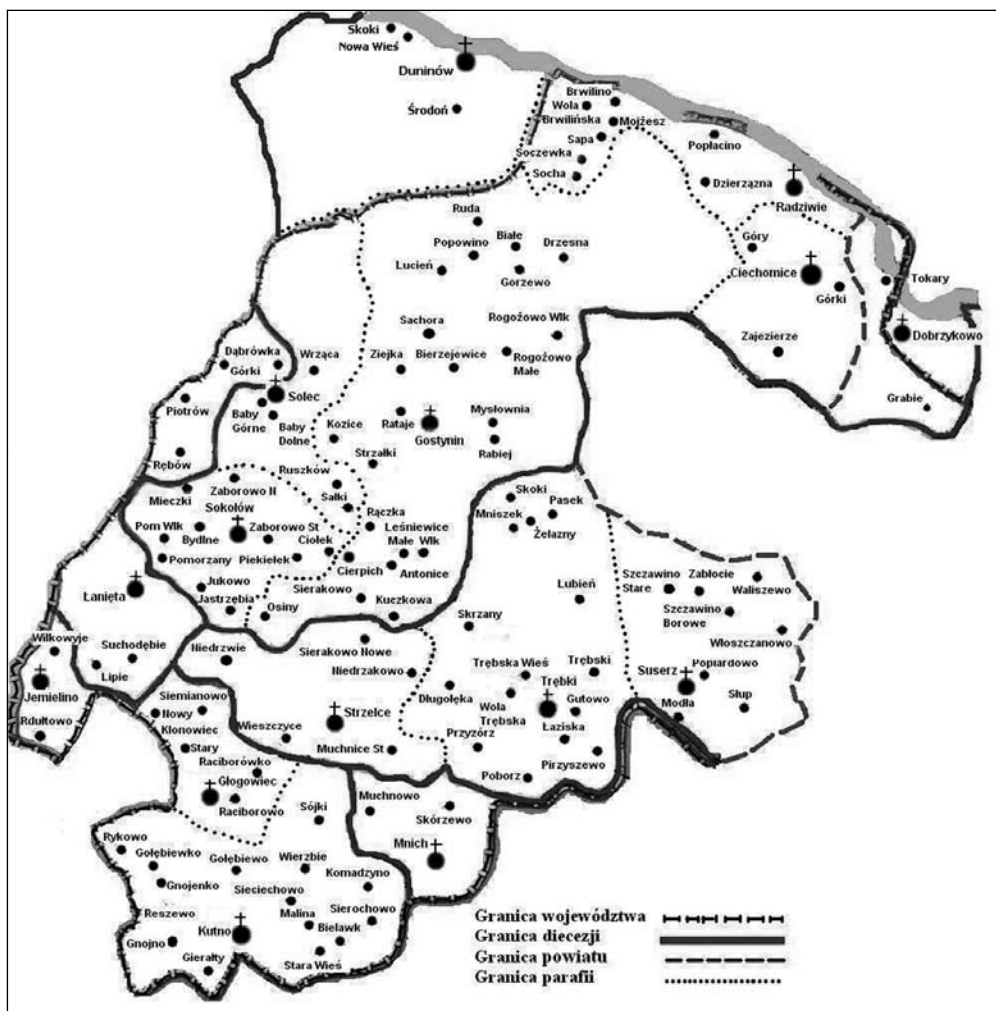 Skoki
Nowa Wieś
Duninów
Środoń
Brwilino
Wola
Brwilińska
Mojżesz
Sapa
Soczewka
Socha
Popłacino
Dzierzązna
Radziwie
Ruda
Popowino
Białe
Drzesna
Lucień
Gorzewo
Góry
Ciechomice
Górki
Tokary
Dobrzykowo
Zajezierze
Grabie
Sachora
Rogoźowo Wlk
Dąbrówka
Górki
Wrząca
Ziejka
Bierzejewice
Rogoźowo
Małe
Solec
Piotrów
Baby
Górne
Baby
Dolne
Kozice
Rataje
Gostynin
Mysłownia
Rabiej
Rębów
Strzałki
Ruszków
Mieczki
Zaborowo II
Sałki
Skoki
Pasek
Sokołów
Mniszek
Żelazny
Pom Wlk
Bydlne
Zaborowo St
Ciołek
Rączka
Leśniewice
Małe Wlk
Pomorzany
Piekiełek
Cierpich
Antonice
Jukowo
Jastrzębia
Sierakowo
Osiny
Kuczkowa
Lubień
Szczawino
Stare
Zabłocie
Waliszewo
Szczawino
Borowe
Włoszczanowo
Łanięta
Skrzany
Wilkowyje
Suchodębie
Niedrzwie
Sierakowo Nowe
Lipie
Niedrzakowo
Trębska Wieś
Trębski
Suserz
Popiardowo
Jemielino
Siemianowo
Długołęka
Trębki
Wola
Trębska
Gutowo
Modła
Słup
Rdułtowo
Nowy
Klonowiec
Stary
Strzelce
Wieszczyce
Przyzórz
Łaziska
Muchnice St
Pirzyszewo
Raciborówko
Głogowiec
Raciborowo
Poborz
Sójki
Muchnowo
Skórzewo
Mnich
Rykowo
Gołębiewko
Gołębiewo
Wierzbie
Komadzyno
Gnojenko
Sieciechowo
Reszewo
Malina
Sierochowo
Kutno
Bielawk
Gnojno
Gierałty
Stara Wieś
Granica województwa
Granica diecezji
Granica powiatu
Granica parafii